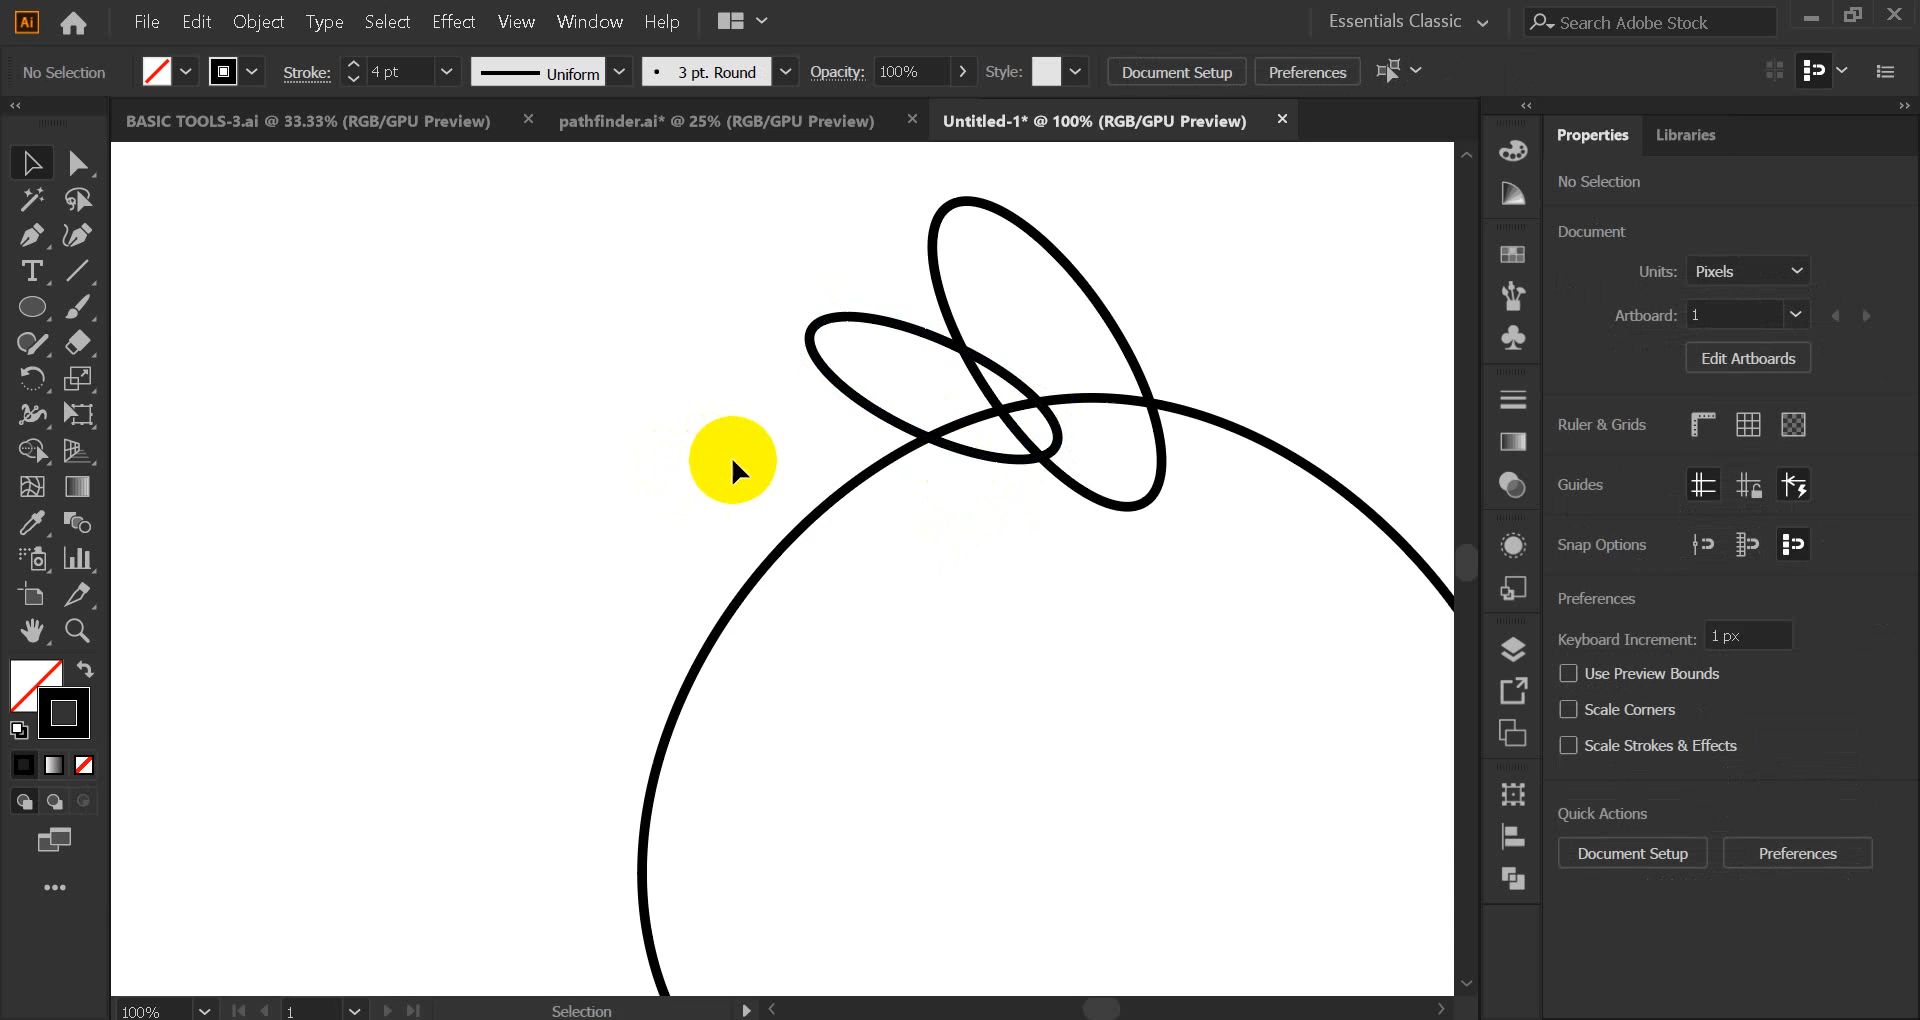 Ai File Edit Object Type Select Effect View Window Help Essentials Classic Search Adobe Stock
No Selection Stroke: 4 pt Uniform 3 pt. Round Opacity: 100% Style: Document Setup Preferences
BASIC TOOLS-3.ai @ 33.33% (RGB/GPU Preview) pathfinder.ai* @ 25% (RGB/GPU Preview) Untitled-1* @ 100% (RGB/GPU Preview)
Properties Libraries
No Selection
Document
Units: Pixels
Artboard: 1
Edit Artboards
Ruler & Grids
Guides
Snap Options
Preferences
Keyboard Increment: 1 px
Use Preview Bounds
Scale Corners
Scale Strokes & Effects
Quick Actions
Document Setup Preferences
100% 1 Selection